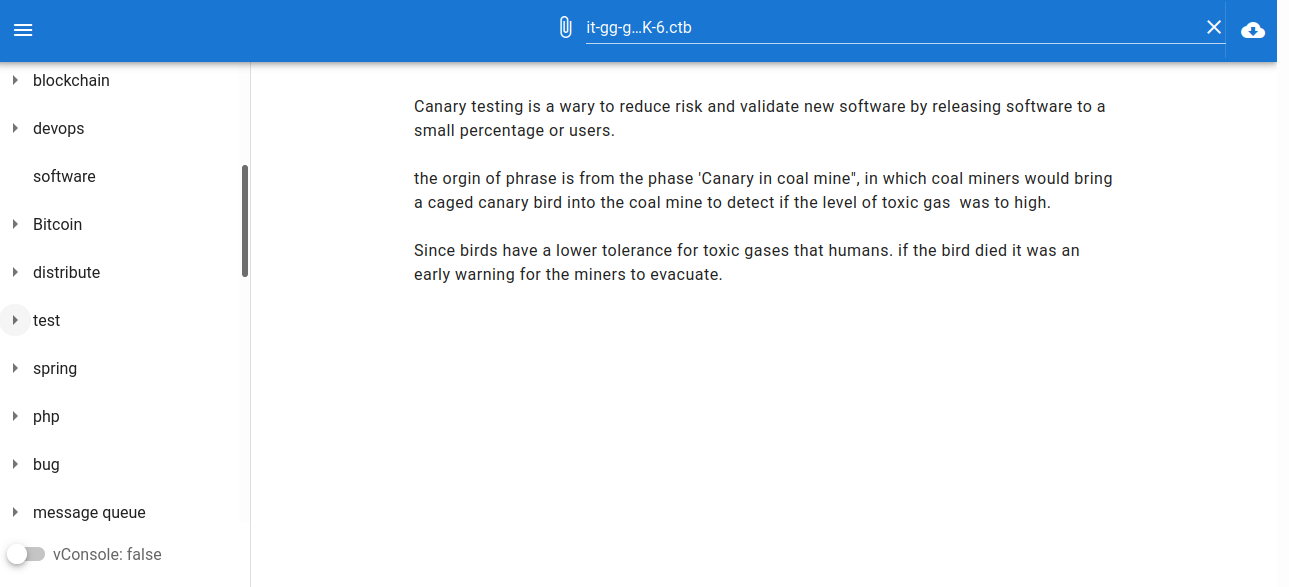 it-gg-g…K-6.ctb
blockchain
devops
software
Bitcoin
distribute
test
spring
php
bug
message queue
vConsole: false
Canary testing is a wary to reduce risk and validate new software by releasing software to a
small percentage or users.
the orgin of phrase is from the phase 'Canary in coal mine", in which coal miners would bring
a caged canary bird into the coal mine to detect if the level of toxic gas  was to high.
Since birds have a lower tolerance for toxic gases that humans. if the bird died it was an
early warning for the miners to evacuate.